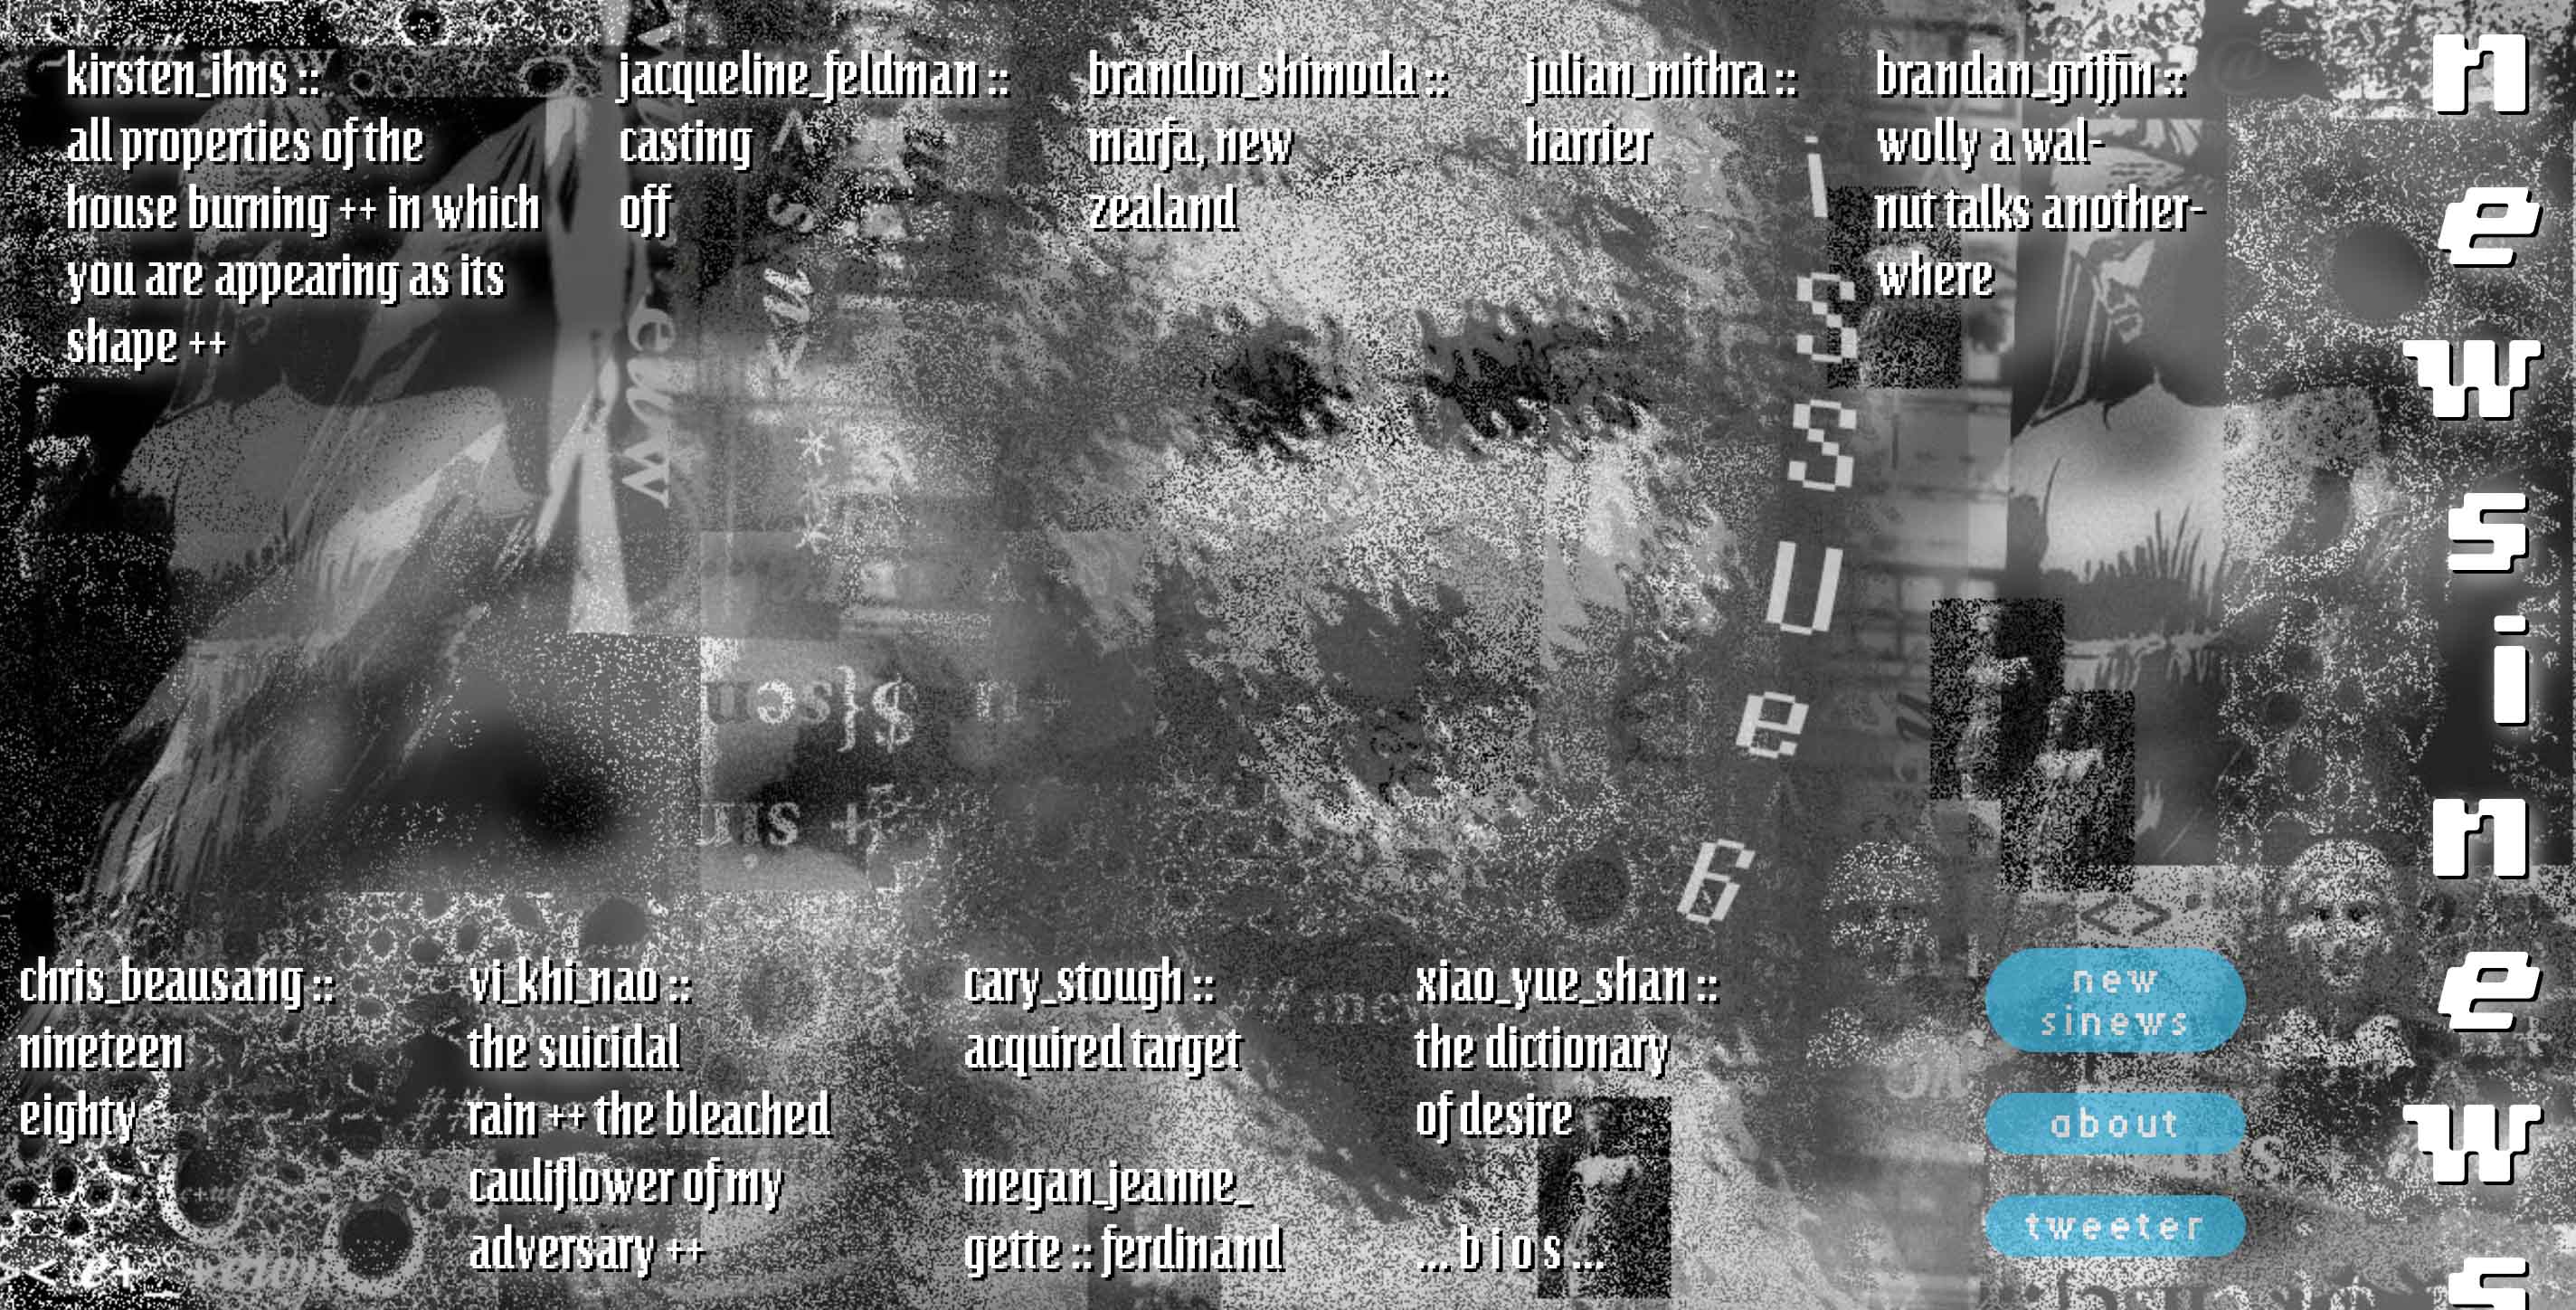 kirsten_ihns ::
all properties of the
house burning ++ in which
you are appearing as its
shape ++
jacqueline_feldman ::
casting
off
brandon_shimoda ::
marfa, new
zealand
julian_mithra ::
harrier
brandan_griffin ::
wolly a wal-
nut talks another-
where
issue 6
chris_beausang ::
nineteen
eighty
vi_khi_nao ::
the suicidal
rain ++ the bleached
cauliflower of my
adversary ++
cary_stough ::
acquired target
megan_jeanne_
gette :: ferdinand
xiao_yue_shan ::
the dictionary
of desire
... b i o s ...
new
sinews
about
tweeter
newsinews